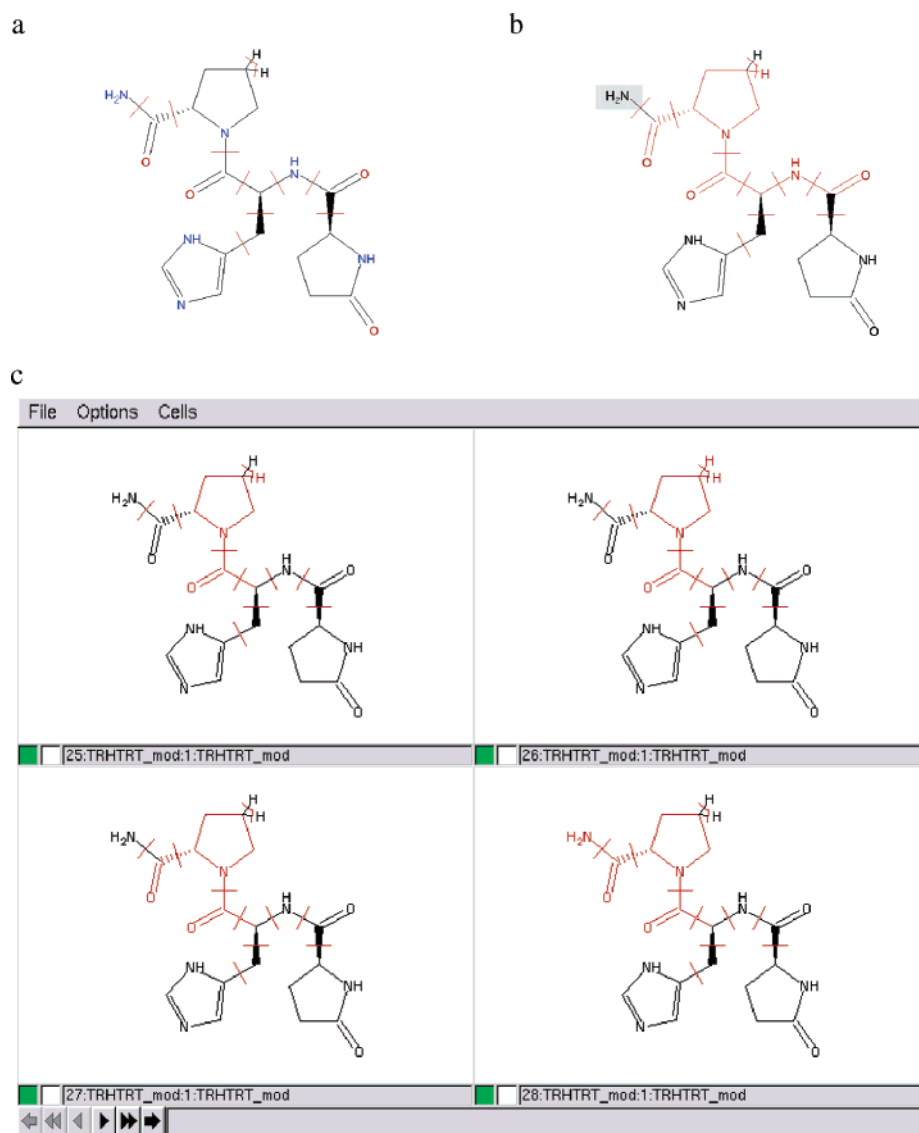 a
b
H
H
H₂N
O
N
H
N
O
O
NH
NH
N
O
H
H
H₂N
O
N
H
N
O
O
NH
NH
N
O
c
File Options Cells
H
H
H₂N
O
N
H
N
O
O
NH
NH
N
O
H
H
H₂N
O
N
H
N
O
O
NH
NH
N
O
25:TRHTRT_mod:1:TRHTRT_mod
26:TRHTRT_mod:1:TRHTRT_mod
H
H
H₂N
O
N
H
N
O
O
NH
NH
N
O
H
H
H₂N
O
N
H
N
O
O
NH
NH
N
O
27:TRHTRT_mod:1:TRHTRT_mod
28:TRHTRT_mod:1:TRHTRT_mod